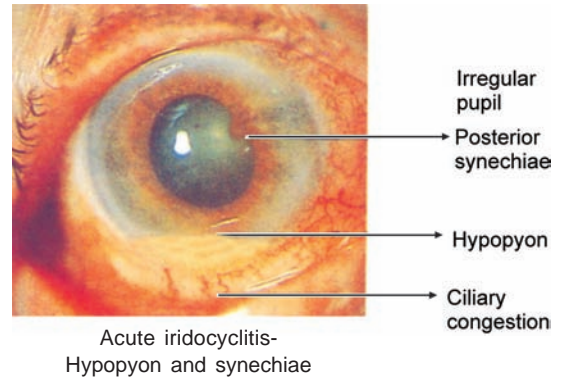 Irregular
pupil
Posterior
synechiae
Hypopyon
Ciliary
congestion
Acute iridocyclitis-
Hypopyon and synechiae